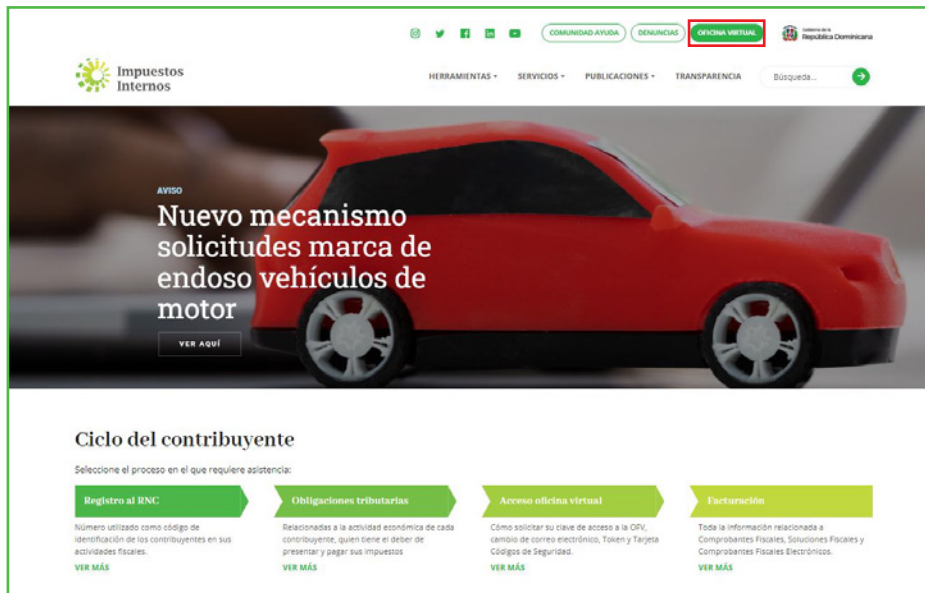 COMUNIDAD AYUDA
DENUNCIAS
OFICINA VIRTUAL
GOBIERNO DE LA
República Dominicana
Impuestos
Internos
HERRAMIENTAS
SERVICIOS
PUBLICACIONES
TRANSPARENCIA
Búsqueda...
AVISO
Nuevo mecanismo
solicitudes marca de
endoso vehículos de
motor
VER AQUÍ
Ciclo del contribuyente
Seleccione el proceso en el que requiere asistencia:
Registro al RNC
Número utilizado como código de
identificación de los contribuyentes en sus
actividades fiscales.
VER MÁS
Obligaciones tributarias
Relacionadas a la actividad económica de cada
contribuyente, quien tiene el deber de
presentar y pagar sus impuestos
VER MÁS
Acceso oficina virtual
Cómo solicitar su clave de acceso a la OFV,
cambio de correo electrónico, Token y Tarjeta
Códigos de Seguridad.
VER MÁS
Facturación
Toda la información relacionada a
Comprobantes Fiscales, Soluciones Fiscales y
Comprobantes Fiscales Electrónicos.
VER MÁS